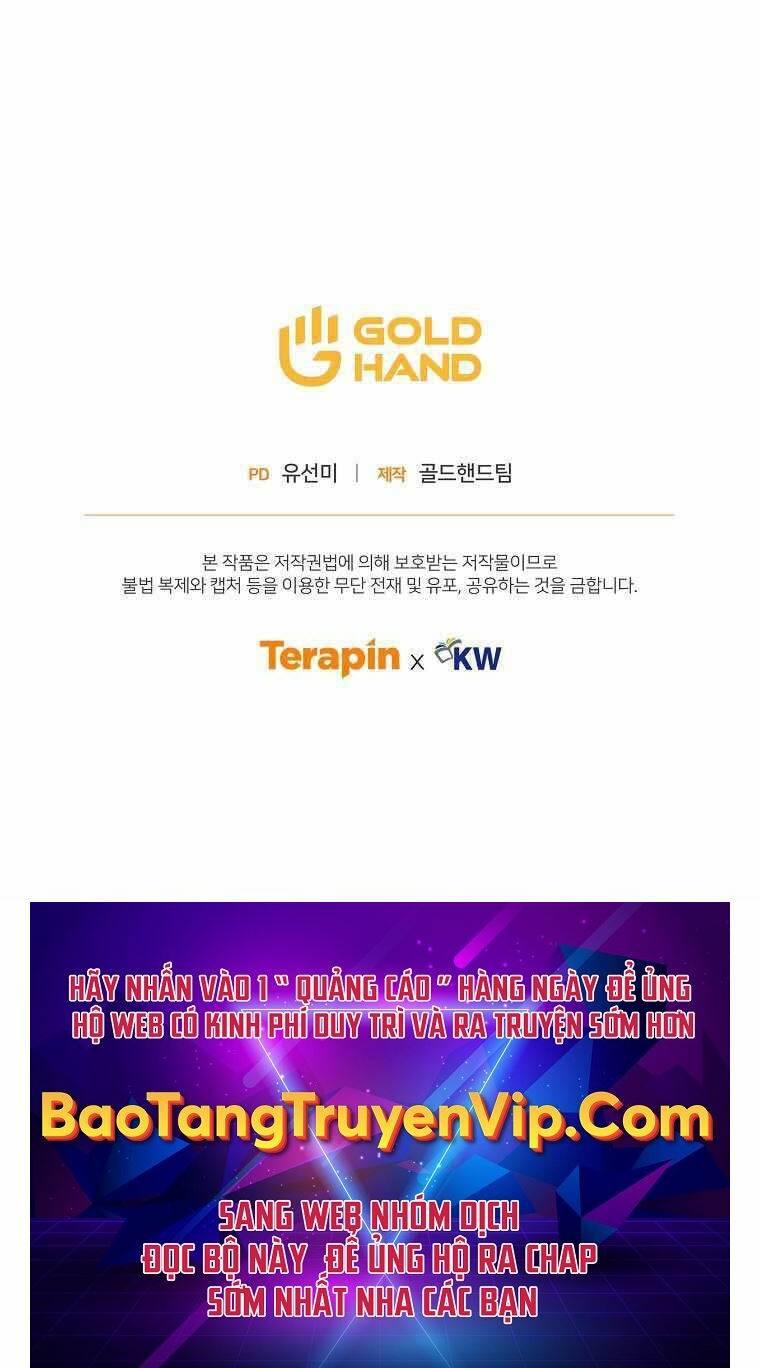 GOLD
HAND
PD 유선미 | 제작 골드핸드팀
본 작품은 저작권법에 의해 보호받는 저작물이므로
불법 복제와 캡처 등을 이용한 무단 전재 및 유포, 공유하는 것을 금합니다.
Terapin x KW
HÃY NHẤN VÀO 1 “ QUẢNG CÁO ” HÀNG NGÀY ĐỂ ỦNG
HỘ WEB CÓ KINH PHÍ DUY TRÌ VÀ RA TRUYỆN SỚM HƠN
BaoTangTruyenVip.Com
SANG WEB NHÓM DỊCH
ĐỌC BỘ NÀY ĐỂ ỦNG HỘ RA CHAP
SỚM NHẤT NHA CÁC BẠN